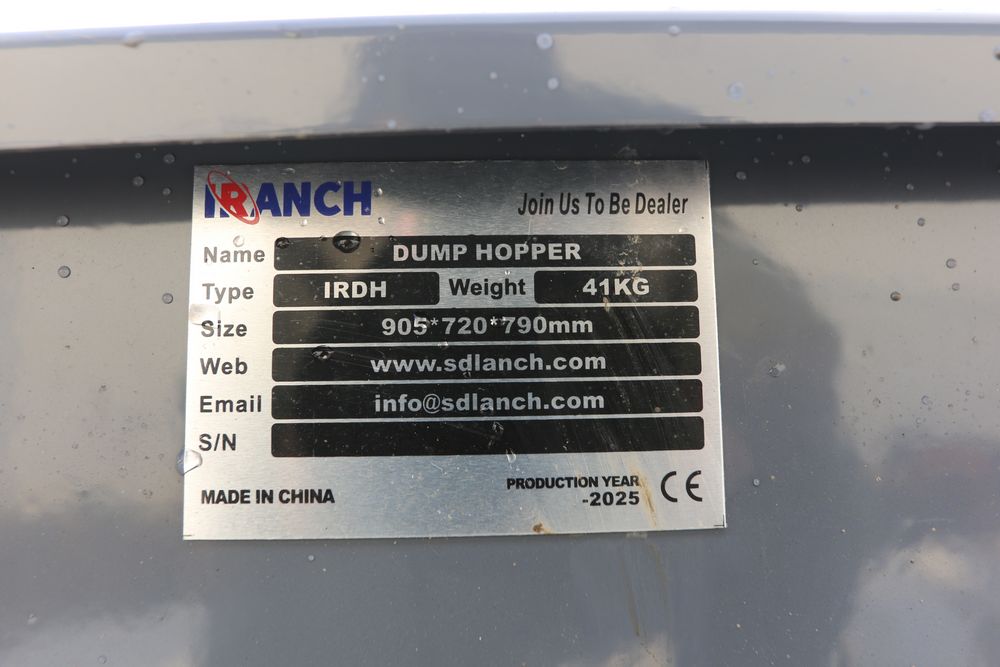 IRANCH
Join Us To Be Dealer
Name DUMP HOPPER
Type IRDH Weight 41KG
Size 905*720*790mm
Web www.sdlanch.com
Email info@sdlanch.com
S/N
MADE IN CHINA
PRODUCTION YEAR
-2025
CE